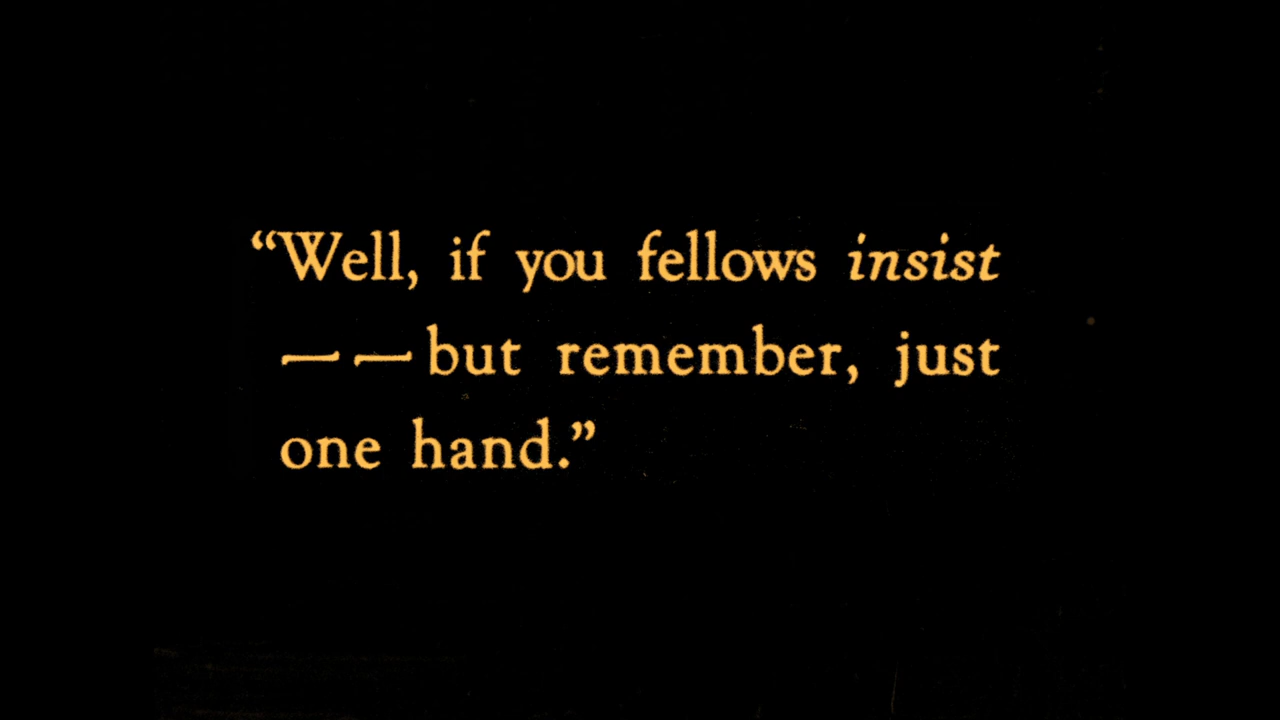 “Well, if you fellows insist
— — but remember, just
one hand.”